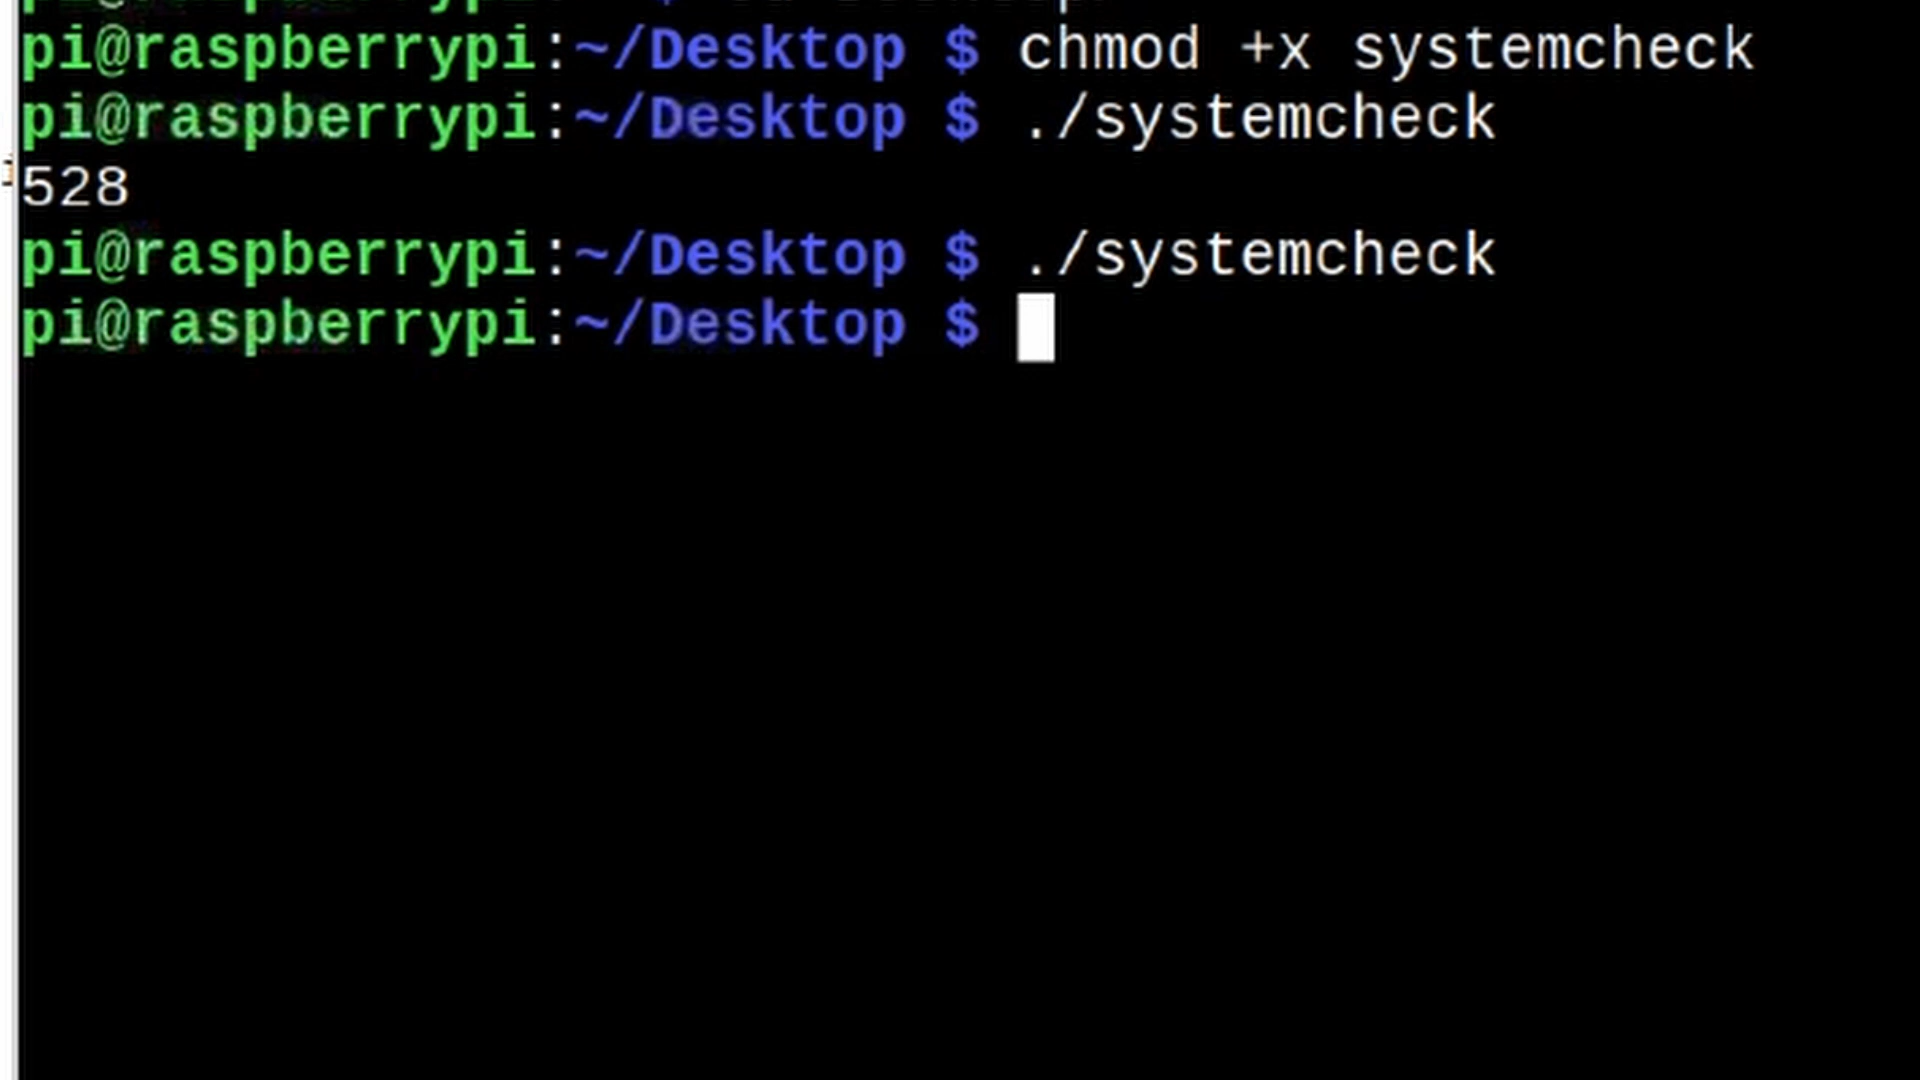 pi@raspberrypi:~/Desktop $ chmod +x systemcheck
pi@raspberrypi:~/Desktop $ ./systemcheck
528
pi@raspberrypi:~/Desktop $ ./systemcheck
pi@raspberrypi:~/Desktop $